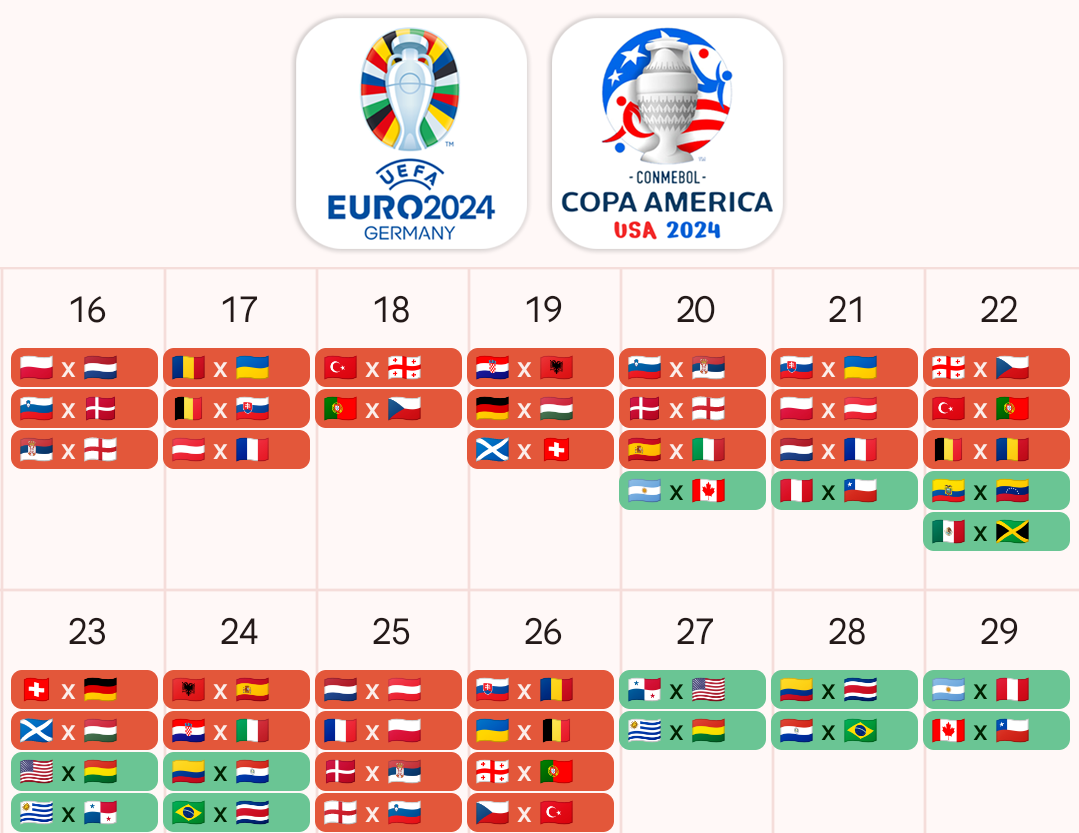 UEFA
EURO2024
GERMANY
TM
-CONMEBOL-
COPA AMERICA
USA 2024
16 17 18 19 20 21 22
X X X X X X X
X X X X X X X
X X X X X X
X X X
X
23 24 25 26 27 28 29
X X X X X X X
X X X X X X X
X X X X
X X X X